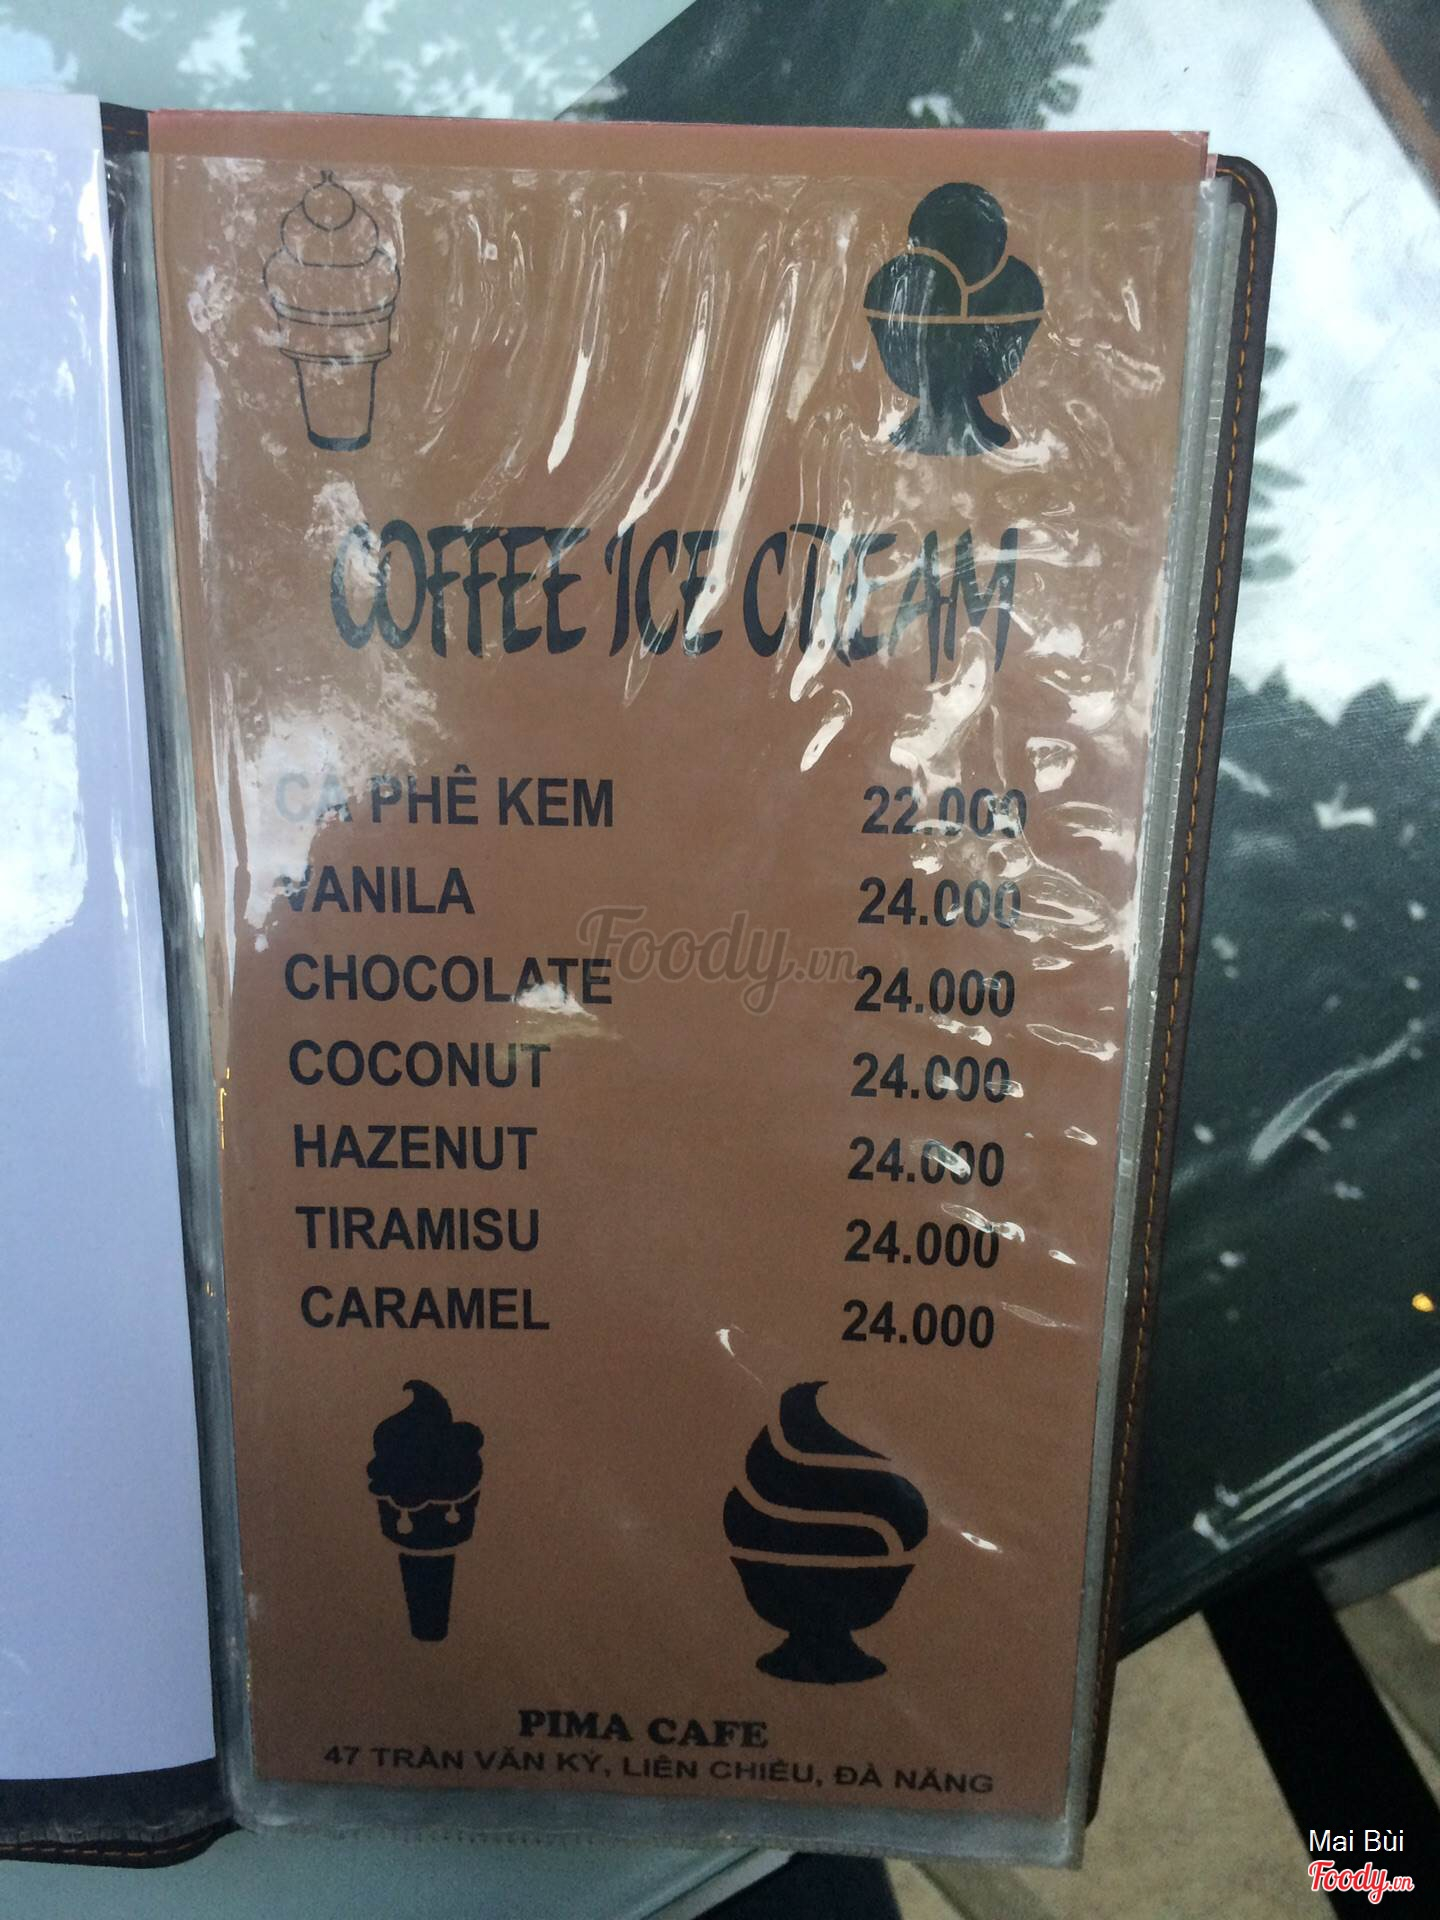 COFFEE ICE CREAM
CÀ PHÊ KEM 22.000
VANILA 24.000
CHOCOLATE 24.000
COCONUT 24.000
HAZENUT 24.000
TIRAMISU 24.000
CARAMEL 24.000
Foody.vn
PIMA CAFE
47 TRẦN VĂN KỶ, LIÊN CHIỂU, ĐÀ NẴNG
Mai Bùi
Foody.vn